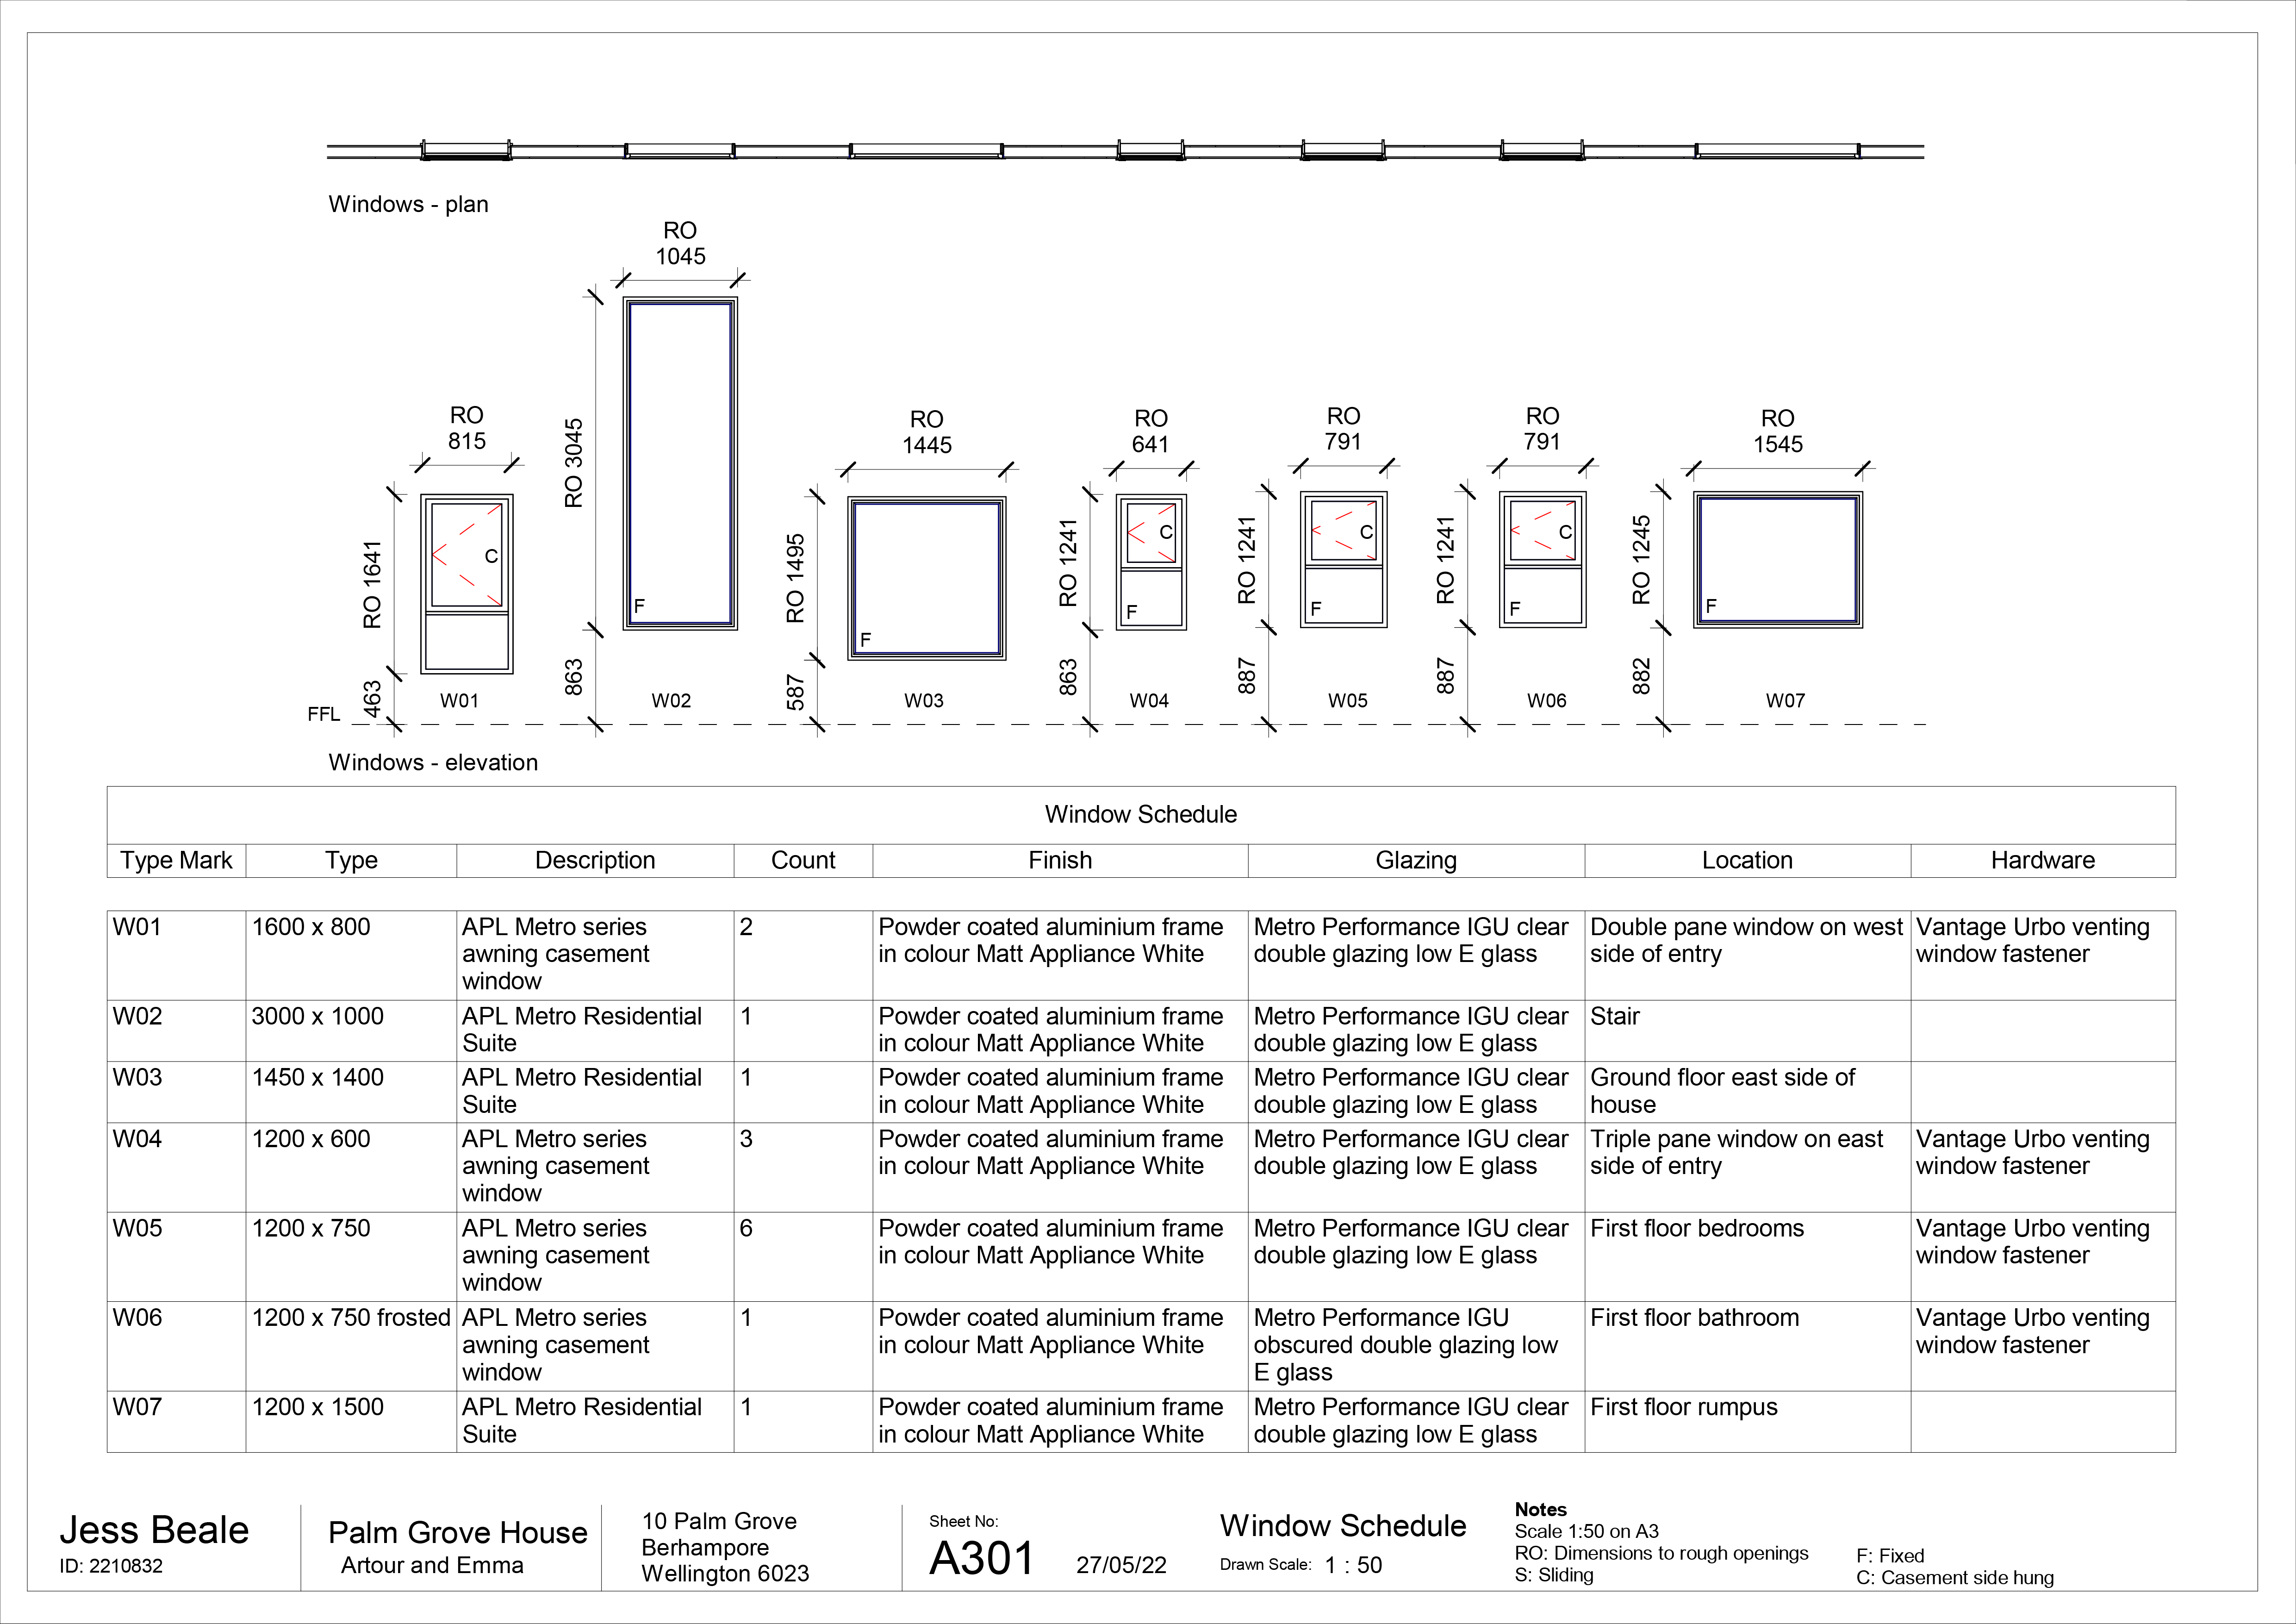 Windows - plan
RO
1045
RO 3045
RO
815
RO
1445
RO
641
RO
791
RO
791
RO
1545
RO 1641
C
F
RO 1495
F
RO 1241
C
F
RO 1241
C
F
RO 1241
C
F
RO 1245
F
463
863
587
863
887
887
882
FFL
W01
W02
W03
W04
W05
W06
W07
Windows - elevation
Window Schedule
Type Mark Type Description Count Finish Glazing Location Hardware
W01 1600 x 800 APL Metro series 2 Powder coated aluminium frame Metro Performance IGU clear Double pane window on west Vantage Urbo venting
awning casement in colour Matt Appliance White double glazing low E glass side of entry window fastener
window
W02 3000 x 1000 APL Metro Residential 1 Powder coated aluminium frame Metro Performance IGU clear Stair
Suite in colour Matt Appliance White double glazing low E glass
W03 1450 x 1400 APL Metro Residential 1 Powder coated aluminium frame Metro Performance IGU clear Ground floor east side of
Suite in colour Matt Appliance White double glazing low E glass house
W04 1200 x 600 APL Metro series 3 Powder coated aluminium frame Metro Performance IGU clear Triple pane window on east Vantage Urbo venting
awning casement in colour Matt Appliance White double glazing low E glass side of entry window fastener
window
W05 1200 x 750 APL Metro series 6 Powder coated aluminium frame Metro Performance IGU clear First floor bedrooms Vantage Urbo venting
awning casement in colour Matt Appliance White double glazing low E glass window fastener
window
W06 1200 x 750 frosted APL Metro series 1 Powder coated aluminium frame Metro Performance IGU First floor bathroom Vantage Urbo venting
awning casement in colour Matt Appliance White obscured double glazing low window fastener
window E glass
W07 1200 x 1500 APL Metro Residential 1 Powder coated aluminium frame Metro Performance IGU clear First floor rumpus
Suite in colour Matt Appliance White double glazing low E glass
Jess Beale
ID: 2210832
Palm Grove House
Artour and Emma
10 Palm Grove
Berhampore
Wellington 6023
Sheet No:
A301
27/05/22
Window Schedule
Drawn Scale: 1 : 50
Notes
Scale 1:50 on A3
RO: Dimensions to rough openings
S: Sliding
F: Fixed
C: Casement side hung